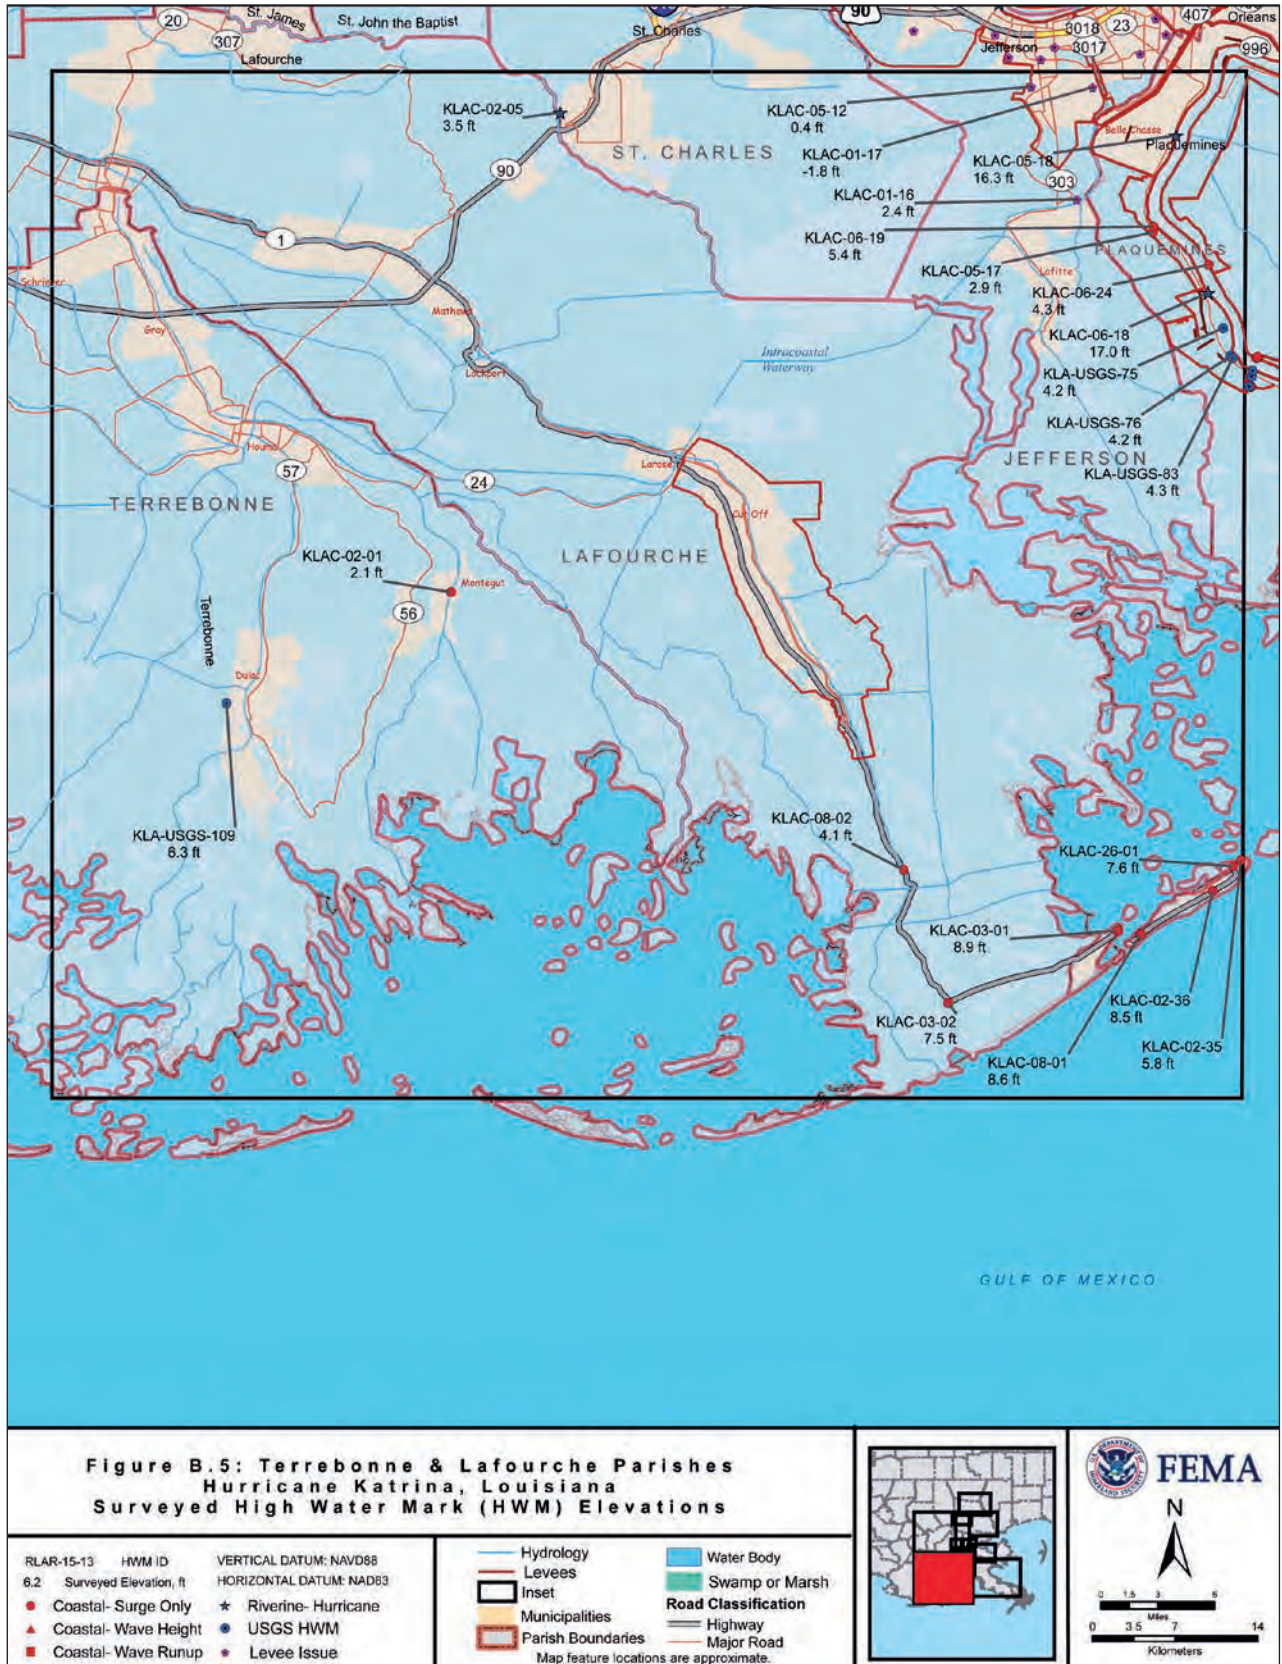 20
St. James
St. John the Baptist
307
Lafourche
St. Charles
90
Jefferson
3018
23
3017
407
Orleans
996
KLAC-02-05
3.5 ft
KLAC-05-12
0.4 ft
KLAC-01-17
-1.8 ft
Belle Chasse
Plaquemines
ST. CHARLES
90
KLAC-05-18
16.3 ft
303
KLAC-01-16
2.4 ft
1
KLAC-06-19
5.4 ft
PLAQUEMINES
KLAC-05-17
2.9 ft
Lafitte
Schriever
KLAC-06-24
4.3 ft
Mathews
Gray
KLAC-06-18
17.0 ft
Intracoastal
Waterway
Lockport
KLA-USGS-75
4.2 ft
KLA-USGS-76
4.2 ft
Houma
57
Larose
JEFFERSON
KLA-USGS-83
4.3 ft
24
TERREBONNE
Cut Off
KLAC-02-01
2.1 ft
LAFOURCHE
Montegut
56
Terrebonne
Dulac
KLA-USGS-109
6.3 ft
KLAC-08-02
4.1 ft
KLAC-26-01
7.6 ft
KLAC-03-01
8.9 ft
KLAC-02-36
8.5 ft
KLAC-03-02
7.5 ft
KLAC-02-35
5.8 ft
KLAC-08-01
8.6 ft
GULF OF MEXICO
Figure B.5: Terrebonne & Lafourche Parishes
Hurricane Katrina, Louisiana
Surveyed High Water Mark (HWM) Elevations
RLAR-15-13 HWM ID VERTICAL DATUM: NAVD88
6.2 Surveyed Elevation, ft HORIZONTAL DATUM: NAD83
Coastal- Surge Only Riverine- Hurricane
Coastal- Wave Height USGS HWM
Coastal- Wave Runup Levee Issue
Hydrology
Levees
Inset
Municipalities
Parish Boundaries
Water Body
Swamp or Marsh
Road Classification
Highway
Major Road
Map feature locations are approximate.
FEMA
N
0 1.5 3 6
Miles
0 3.5 7 14
Kilometers